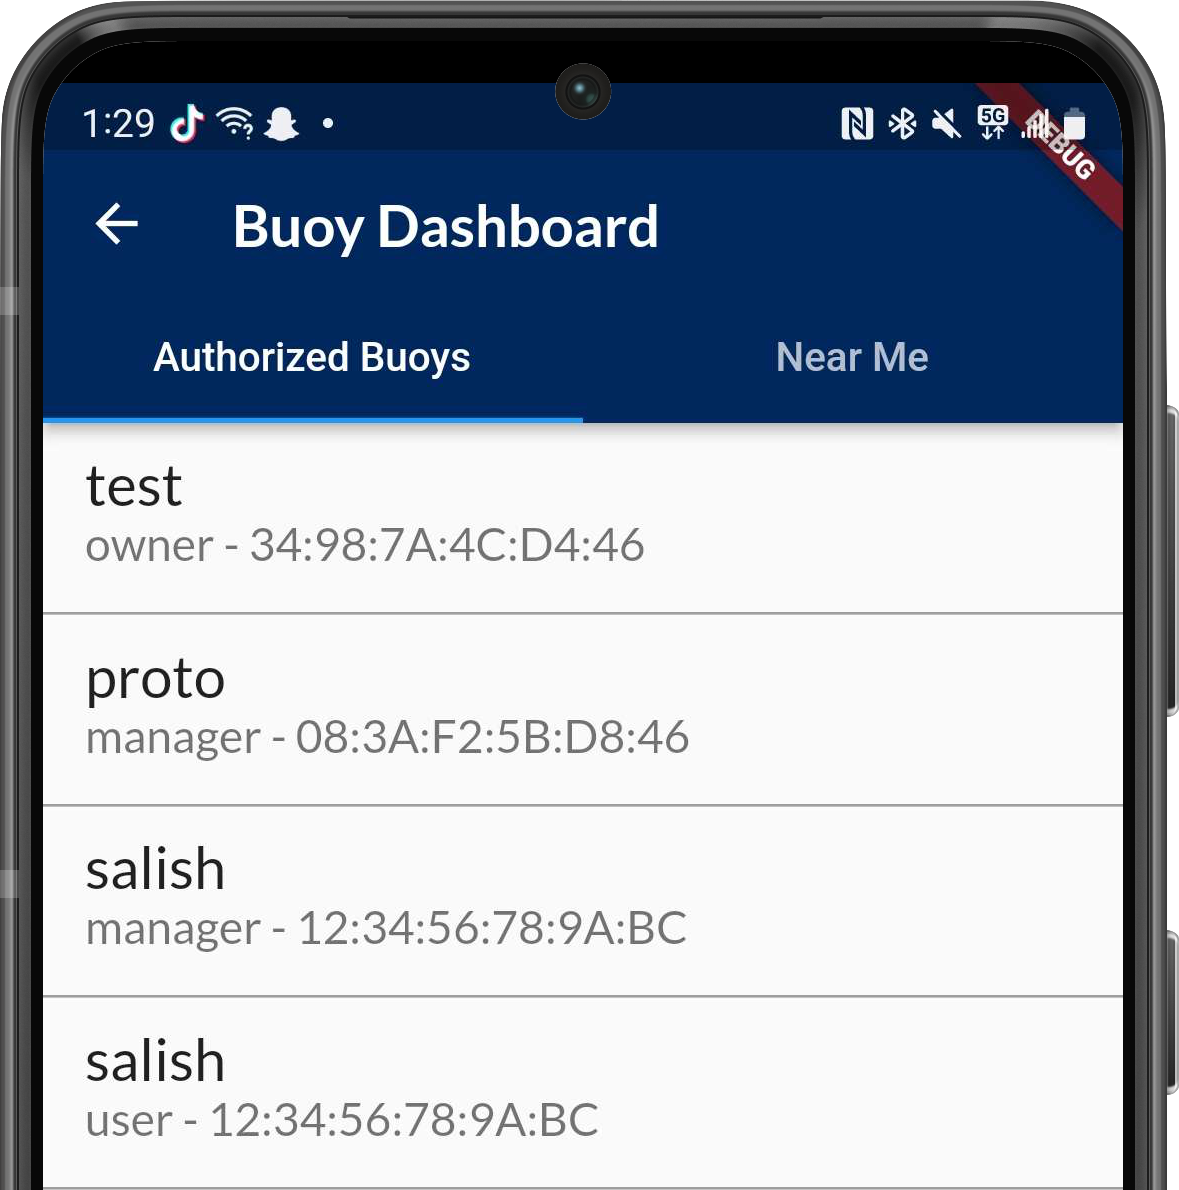 1:29
5G
DEBUG
Buoy Dashboard
Authorized Buoys
Near Me
test
owner - 34:98:7A:4C:D4:46
proto
manager - 08:3A:F2:5B:D8:46
salish
manager - 12:34:56:78:9A:BC
salish
user - 12:34:56:78:9A:BC